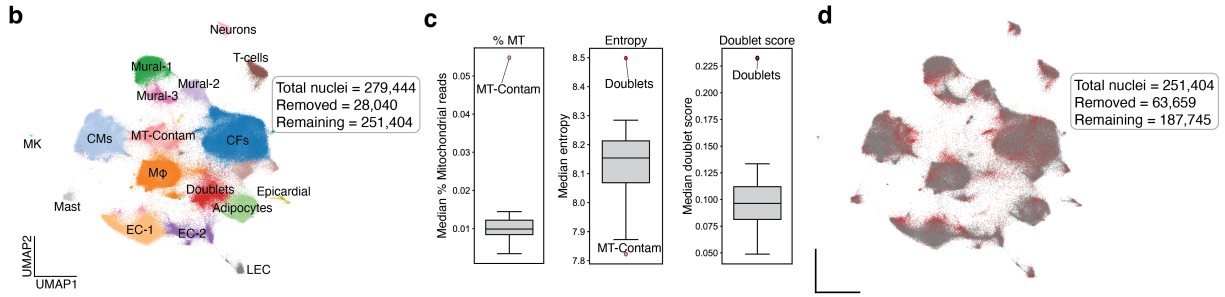 b
Neurons
T-cells
Mural-1
Mural-2
Mural-3
Total nuclei = 279,444
Removed = 28,040
Remaining = 251,404
CMs
MT-Contam
CFs
MK
Mφ
Doublets
Epicardial
Mast
Adipocytes
EC-1
EC-2
LEC
UMAP2
UMAP1
c
% MT
Median % Mitochondrial reads
0.05
0.04
0.03
0.02
0.01
MT-Contam
Entropy
Median entropy
8.5
8.4
8.3
8.2
8.1
8.0
7.9
7.8
Doublets
MT-Contam
Doublet score
Median doublet score
0.225
0.200
0.175
0.150
0.125
0.100
0.075
0.050
Doublets
d
Total nuclei = 251,404
Removed = 63,659
Remaining = 187,745